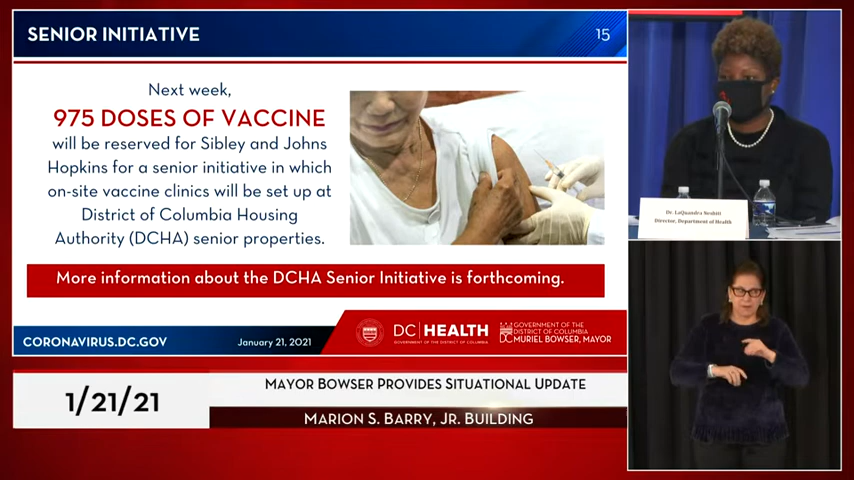 SENIOR INITIATIVE
15
Next week,
975 DOSES OF VACCINE
will be reserved for Sibley and Johns
Hopkins for a senior initiative in which
on-site vaccine clinics will be set up at
District of Columbia Housing
Authority (DCHA) senior properties.
More information about the DCHA Senior Initiative is forthcoming.
CORONAVIRUS.DC.GOV
January 21, 2021
DC HEALTH
GOVERNMENT OF THE DISTRICT OF COLUMBIA
GOVERNMENT OF THE
DISTRICT OF COLUMBIA
MURIEL BOWSER, MAYOR
Dr. LaQuandra Nesbitt
Director, Department of Health
1/21/21
MAYOR BOWSER PROVIDES SITUATIONAL UPDATE
MARION S. BARRY, JR. BUILDING